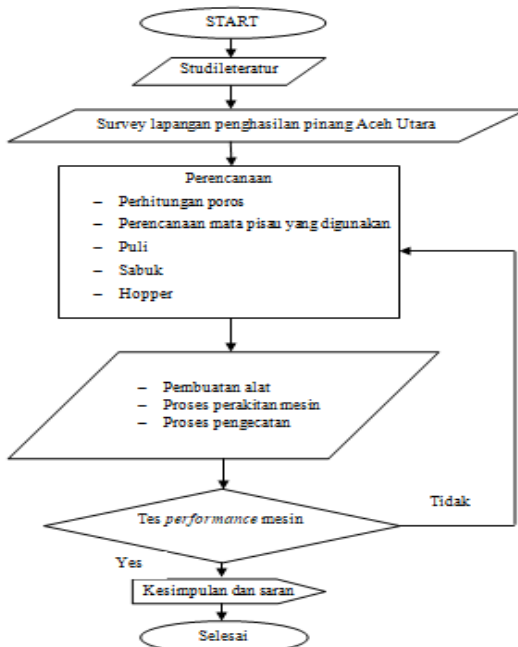 START
Studileteratur
Survey lapangan penghasilan pinang Aceh Utara
Perencanaan
– Perhitungan poros
– Perencanaan mata pisau yang digunakan
– Puli
– Sabuk
– Hopper
– Pembuatan alat
– Proses perakitan mesin
– Proses pengecatan
Tes performance mesin
Tidak
Yes
Kesimpulan dan saran
Selesai